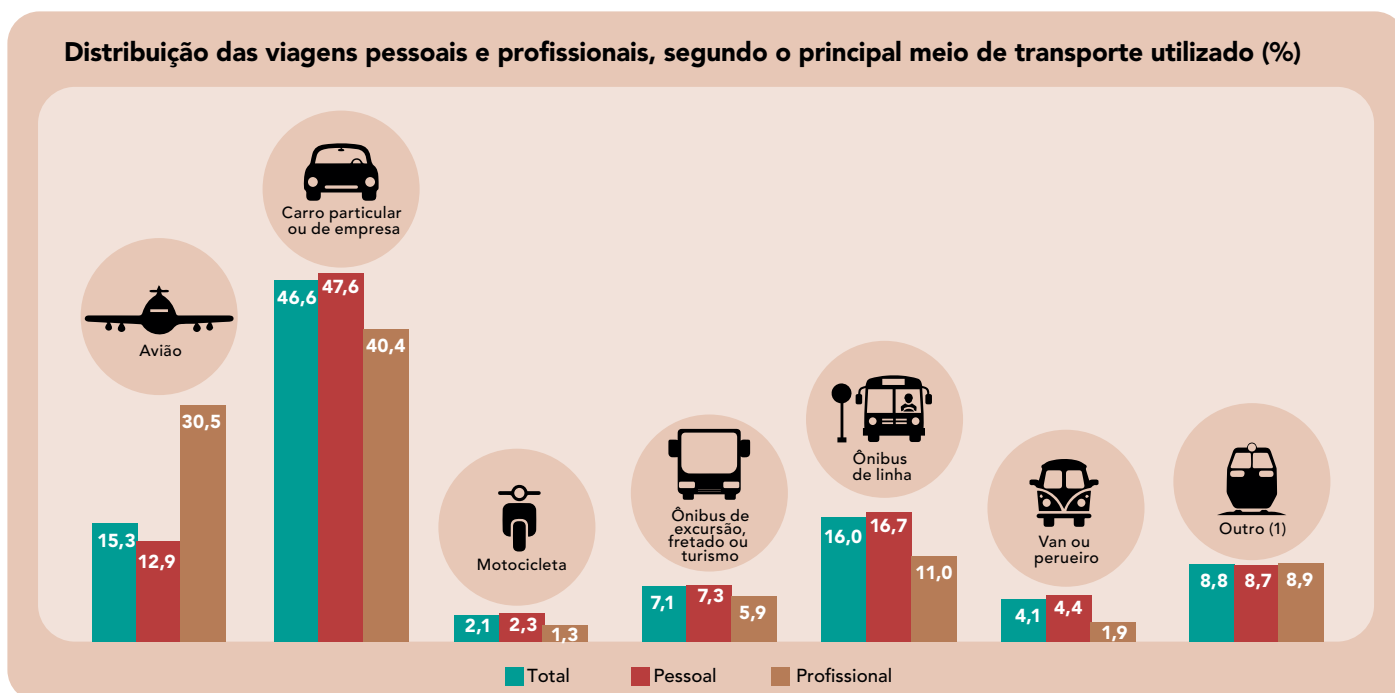 Distribuição das viagens pessoais e profissionais, segundo o principal meio de transporte utilizado (%)
Avião
15,3
12,9
30,5
Carro particular
ou de empresa
46,6
47,6
40,4
Motocicleta
2,1
2,3
1,3
Ônibus de
excursão,
fretado ou
turismo
7,1
7,3
5,9
Ônibus
de linha
16,0
16,7
11,0
Van ou
perueiro
4,1
4,4
1,9
Outro (1)
8,8
8,7
8,9
Total
Pessoal
Profissional